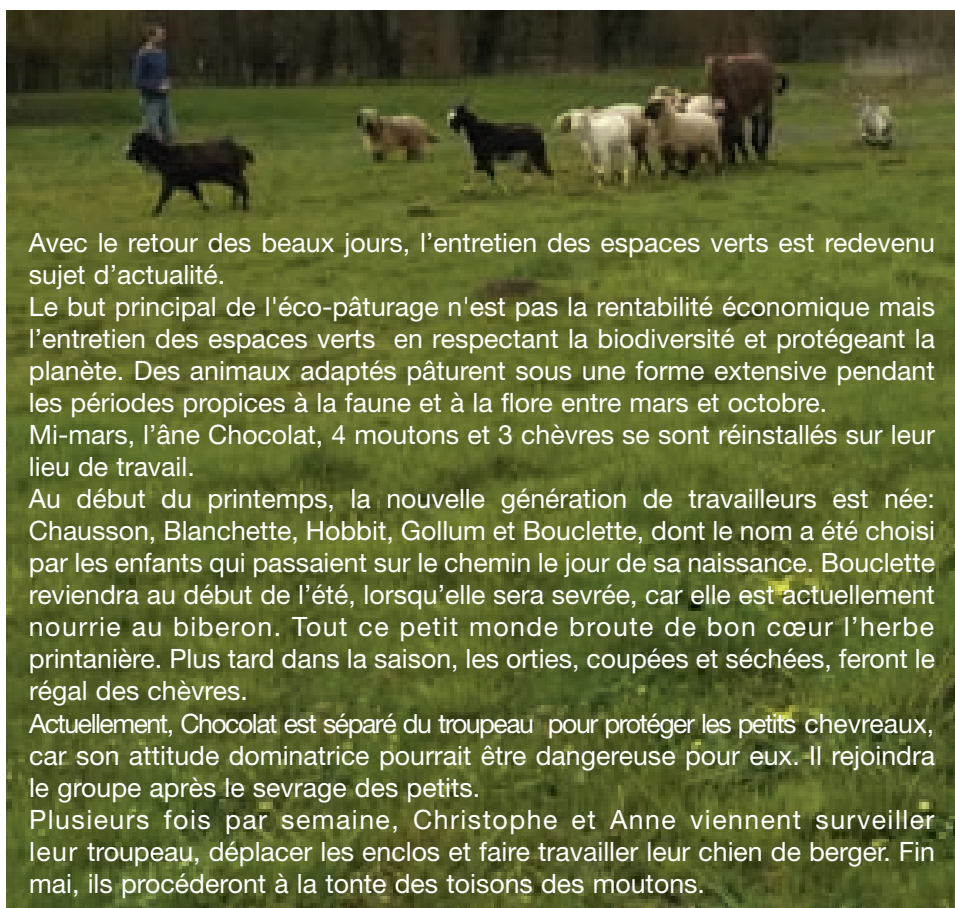 Avec le retour des beaux jours, l’entretien des espaces verts est redevenu
sujet d’actualité.
Le but principal de l'éco-pâturage n'est pas la rentabilité économique mais
l’entretien des espaces verts en respectant la biodiversité et protégeant la
planète. Des animaux adaptés pâturent sous une forme extensive pendant
les périodes propices à la faune et à la flore entre mars et octobre.
Mi-mars, l’âne Chocolat, 4 moutons et 3 chèvres se sont réinstallés sur leur
lieu de travail.
Au début du printemps, la nouvelle génération de travailleurs est née:
Chausson, Blanchette, Hobbit, Gollum et Bouclette, dont le nom a été choisi
par les enfants qui passaient sur le chemin le jour de sa naissance. Bouclette
reviendra au début de l’été, lorsqu’elle sera sevrée, car elle est actuellement
nourrie au biberon. Tout ce petit monde broute de bon cœur l’herbe
printanière. Plus tard dans la saison, les orties, coupées et séchées, feront le
régal des chèvres.
Actuellement, Chocolat est séparé du troupeau pour protéger les petits chevreaux,
car son attitude dominatrice pourrait être dangereuse pour eux. Il rejoindra
le groupe après le sevrage des petits.
Plusieurs fois par semaine, Christophe et Anne viennent surveiller
leur troupeau, déplacer les enclos et faire travailler leur chien de berger. Fin
mai, ils procéderont à la tonte des toisons des moutons.